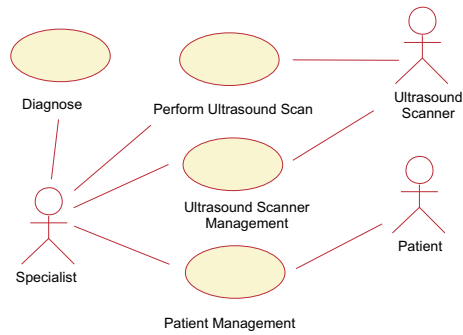 Diagnose
Perform Ultrasound Scan
Ultrasound
Scanner
Ultrasound Scanner
Management
Specialist
Patient
Patient Management